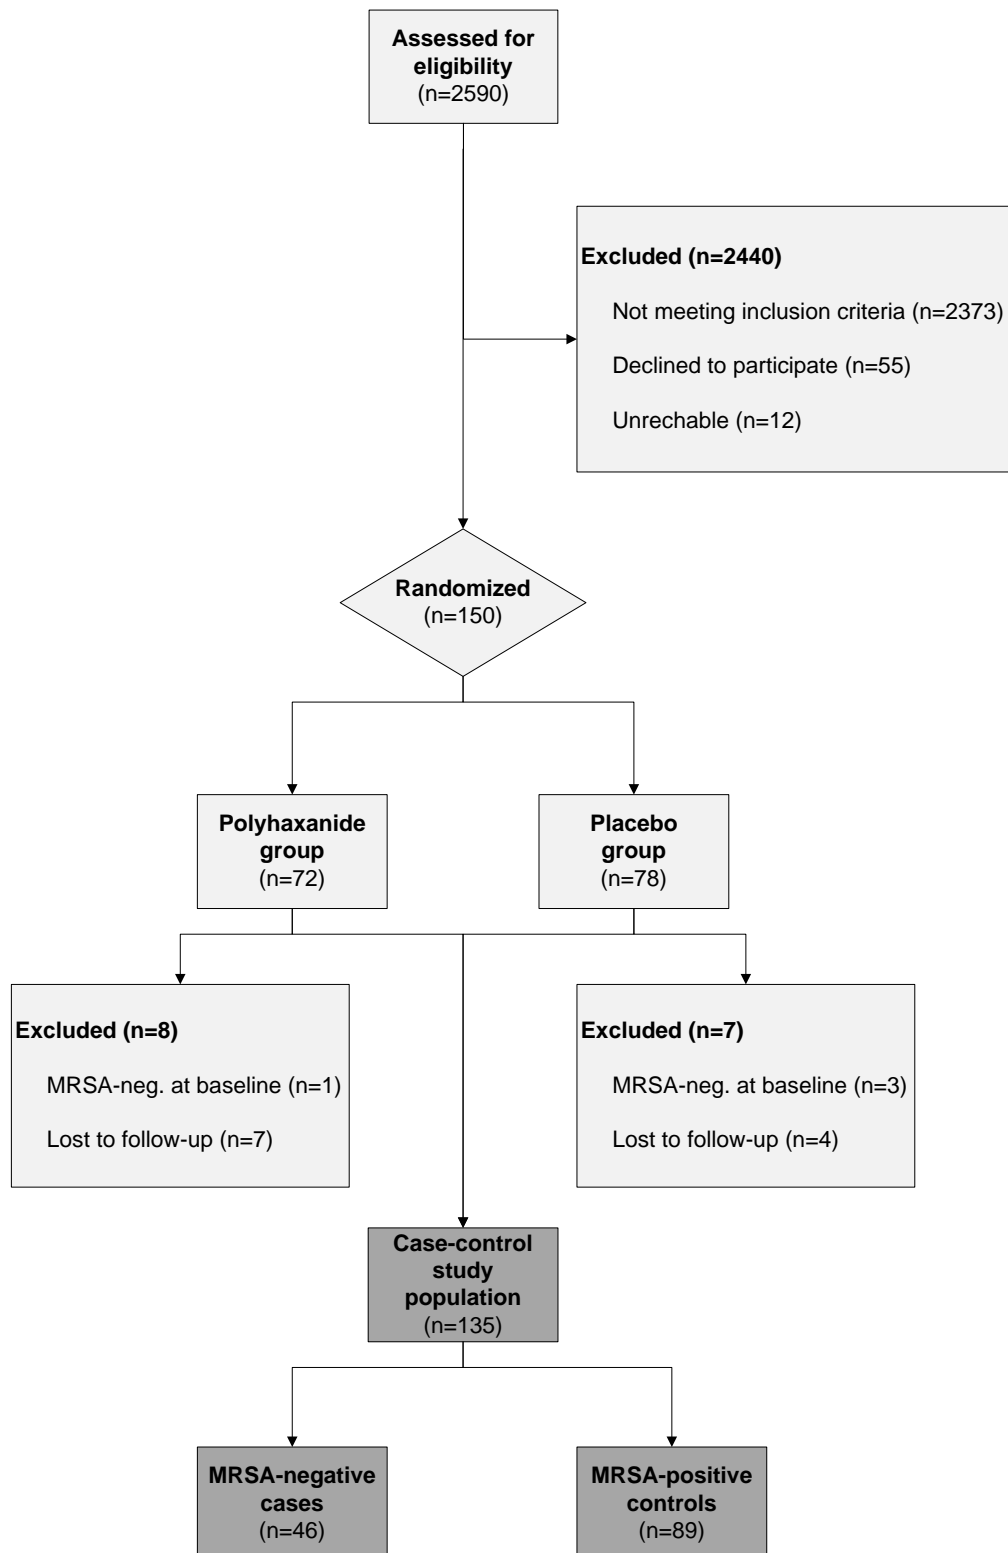 Assessed for
eligibility
(n=2590)
Excluded (n=2440)
Not meeting inclusion criteria (n=2373)
Declined to participate (n=55)
Unrechable (n=12)
Randomized
(n=150)
Polyhaxanide
group
(n=72)
Placebo
group
(n=78)
Excluded (n=8)
MRSA-neg. at baseline (n=1)
Lost to follow-up (n=7)
Excluded (n=7)
MRSA-neg. at baseline (n=3)
Lost to follow-up (n=4)
Case-control
study
population
(n=135)
MRSA-negative
cases
(n=46)
MRSA-positive
controls
(n=89)